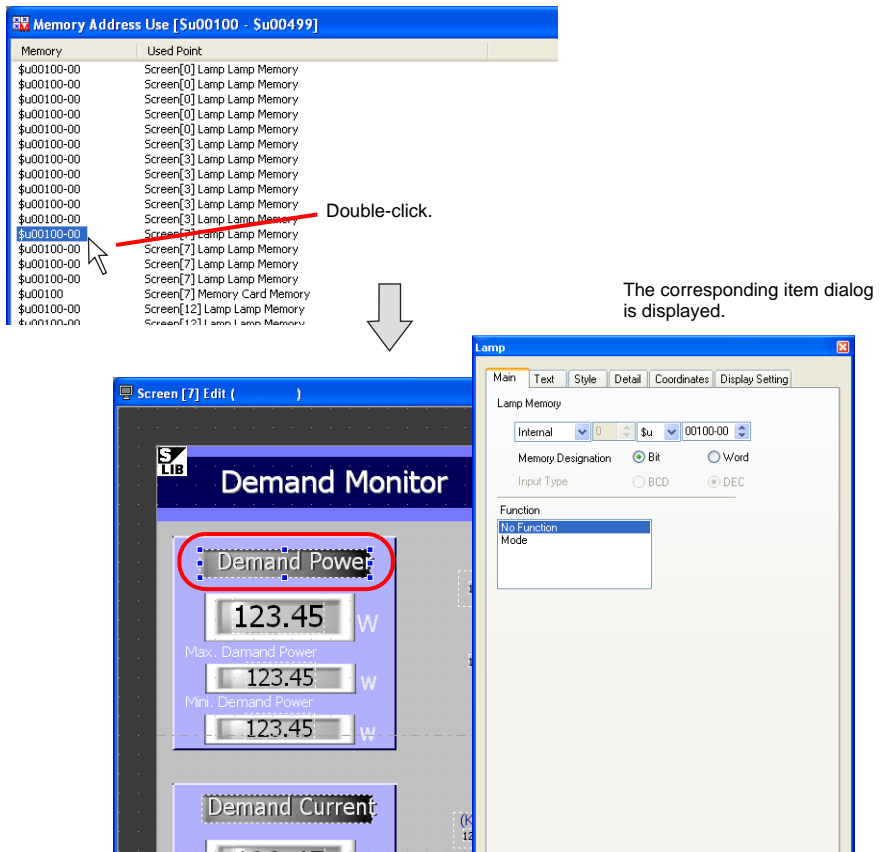 Memory Address Use [$u00100 - $u00499]
Memory Used Point
$u00100-00 Screen[0] Lamp Lamp Memory
$u00100-00 Screen[0] Lamp Lamp Memory
$u00100-00 Screen[0] Lamp Lamp Memory
$u00100-00 Screen[0] Lamp Lamp Memory
$u00100-00 Screen[0] Lamp Lamp Memory
$u00100-00 Screen[3] Lamp Lamp Memory
$u00100-00 Screen[3] Lamp Lamp Memory
$u00100-00 Screen[3] Lamp Lamp Memory
$u00100-00 Screen[3] Lamp Lamp Memory
$u00100-00 Screen[3] Lamp Lamp Memory
$u00100-00 Screen[3] Lamp Lamp Memory
$u00100-00 Screen[7] Lamp Lamp Memory
$u00100-00 Screen[7] Lamp Lamp Memory
$u00100-00 Screen[7] Lamp Lamp Memory
$u00100-00 Screen[7] Lamp Lamp Memory
$u00100 Screen[7] Memory Card Memory
$u00100-00 Screen[12] Lamp Lamp Memory
$u00100-00 Screen[12] Lamp Lamp Memory
Double-click.
The corresponding item dialog
is displayed.
Screen [7] Edit ( )
S
LIB
Demand Monitor
Demand Power
123.45 W
Max. Damand Power
123.45 W
Mini. Demand Power
123.45 W
Demand Current
(K
12
Lamp
Main Text Style Detail Coordinates Display Setting
Lamp Memory
Internal 0 $u 00100-00
Memory Designation Bit Word
Input Type BCD DEC
Function
No Function
Mode